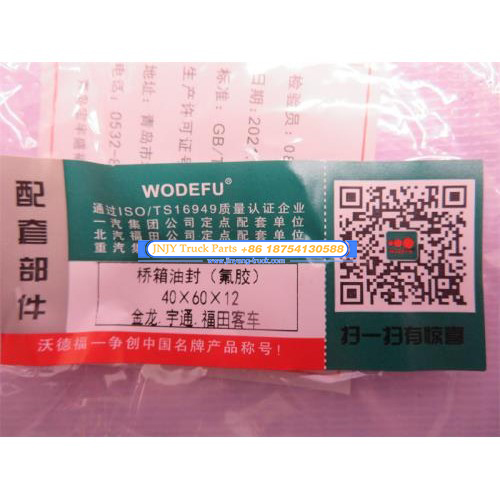 检验员：08
日期：202
标准：GB/T
生产许可证号
地址：青岛市
电话：0532-8
配套部件
WODEFU®
通过ISO/TS16949质量认证企业
一汽集团公司定点配套单位
北汽福田公司定点配套单位
重汽集
JNJY Truck Parts +86 18754130588
www.jinyang-truck.com
桥箱油封（氟胶）
40×60×12
金龙.宇通.福田客车
沃德福一争创中国名牌产品称号！
扫一扫有惊喜